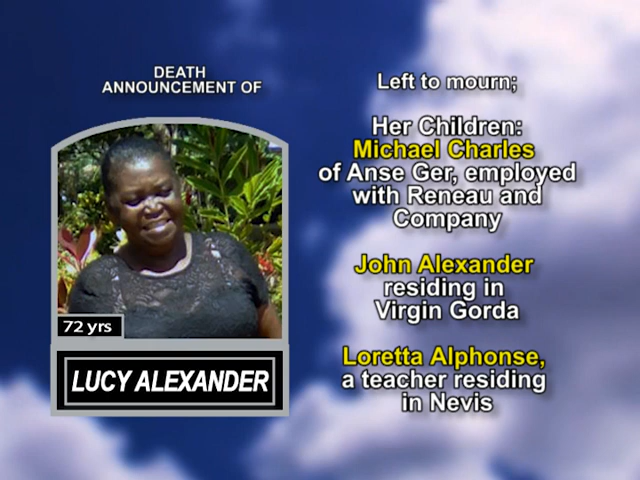 DEATH
ANNOUNCEMENT OF
72 yrs
LUCY ALEXANDER
Left to mourn;
Her Children:
Michael Charles
of Anse Ger, employed
with Reneau and
Company
John Alexander
residing in
Virgin Gorda
Loretta Alphonse,
a teacher residing
in Nevis